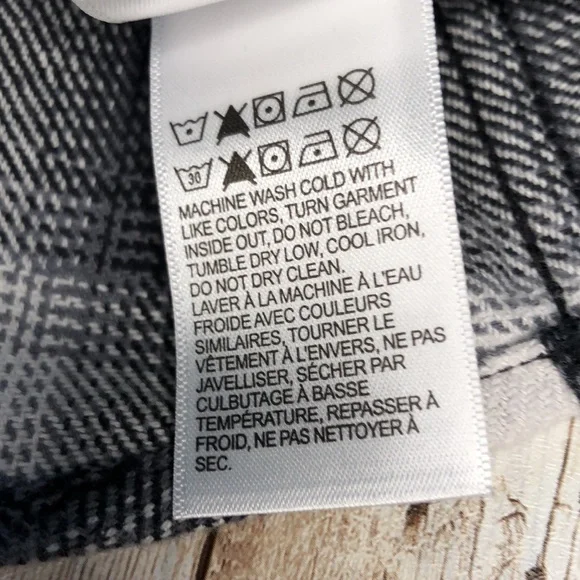 30
MACHINE WASH COLD WITH
LIKE COLORS, TURN GARMENT
INSIDE OUT, DO NOT BLEACH,
TUMBLE DRY LOW, COOL IRON,
DO NOT DRY CLEAN.
LAVER À LA MACHINE À L'EAU
FROIDE AVEC COULEURS
SIMILAIRES, TOURNER LE
VÊTEMENT À L'ENVERS, NE PAS
JAVELLISER, SÉCHER PAR
CULBUTAGE À BASSE
TEMPÉRATURE, REPASSER À
FROID, NE PAS NETTOYER À
SEC.